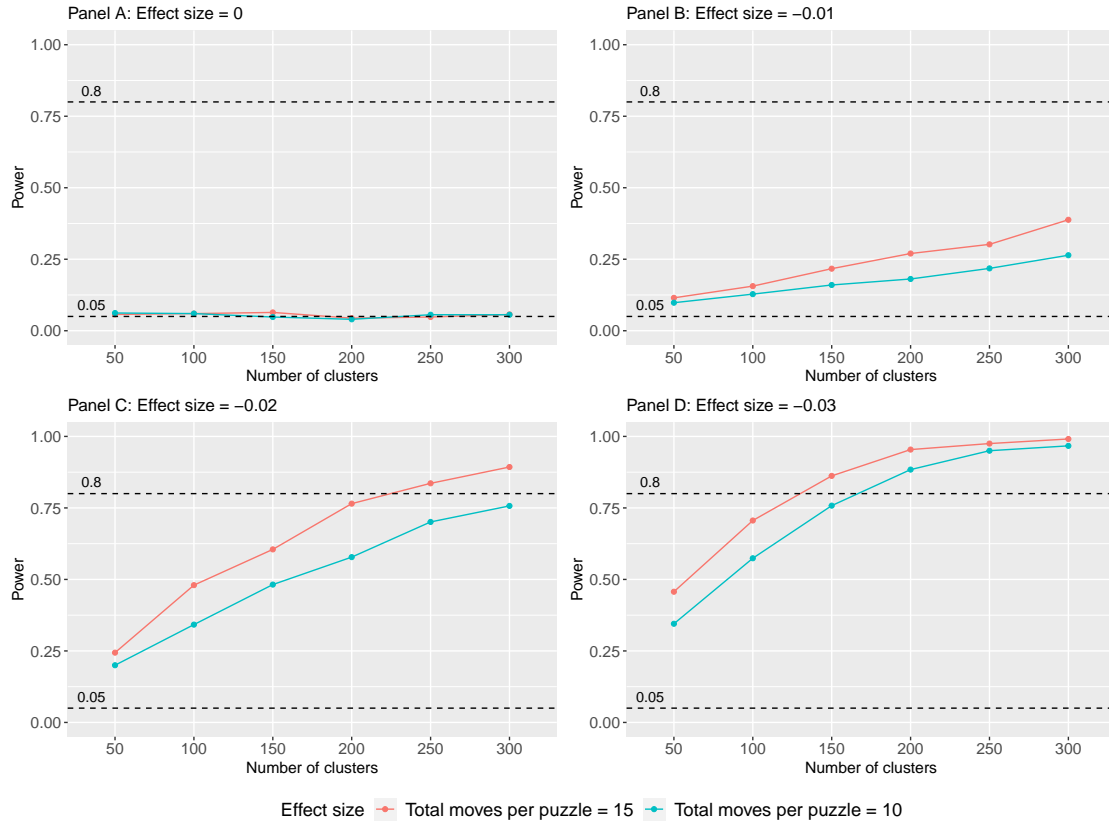 Panel A: Effect size = 0
1.00
0.8
0.75
Power
0.50
0.25
0.05
0.00
50 100 150 200 250 300
Number of clusters
Panel B: Effect size = −0.01
1.00
0.8
0.75
Power
0.50
0.25
0.05
0.00
50 100 150 200 250 300
Number of clusters
Panel C: Effect size = −0.02
1.00
0.8
0.75
Power
0.50
0.25
0.05
0.00
50 100 150 200 250 300
Number of clusters
Panel D: Effect size = −0.03
1.00
0.8
0.75
Power
0.50
0.25
0.05
0.00
50 100 150 200 250 300
Number of clusters
Effect size Total moves per puzzle = 15 Total moves per puzzle = 10